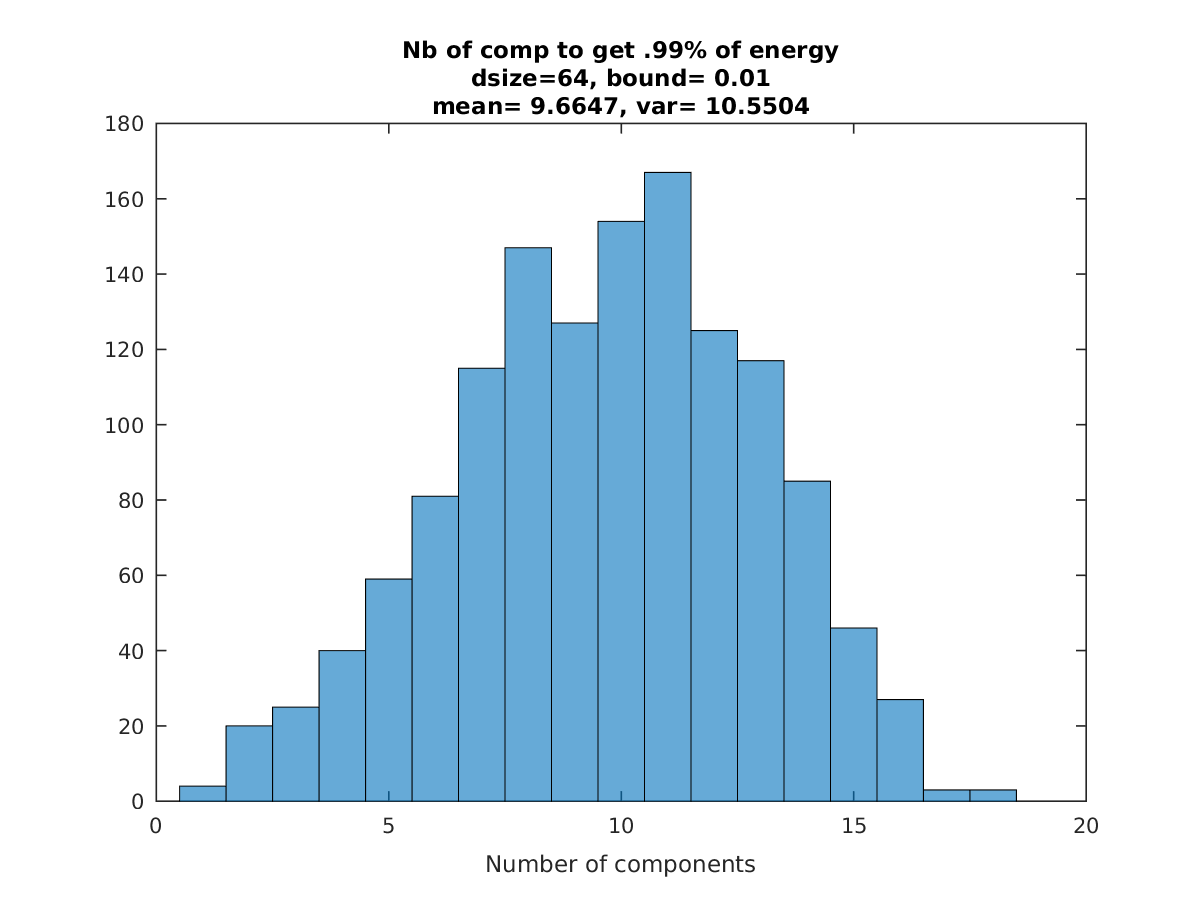 Nb of comp to get .99% of energy
dsize=64, bound= 0.01
mean= 9.6647, var= 10.5504
180
160
140
120
100
80
60
40
20
0
0 5 10 15 20
Number of components